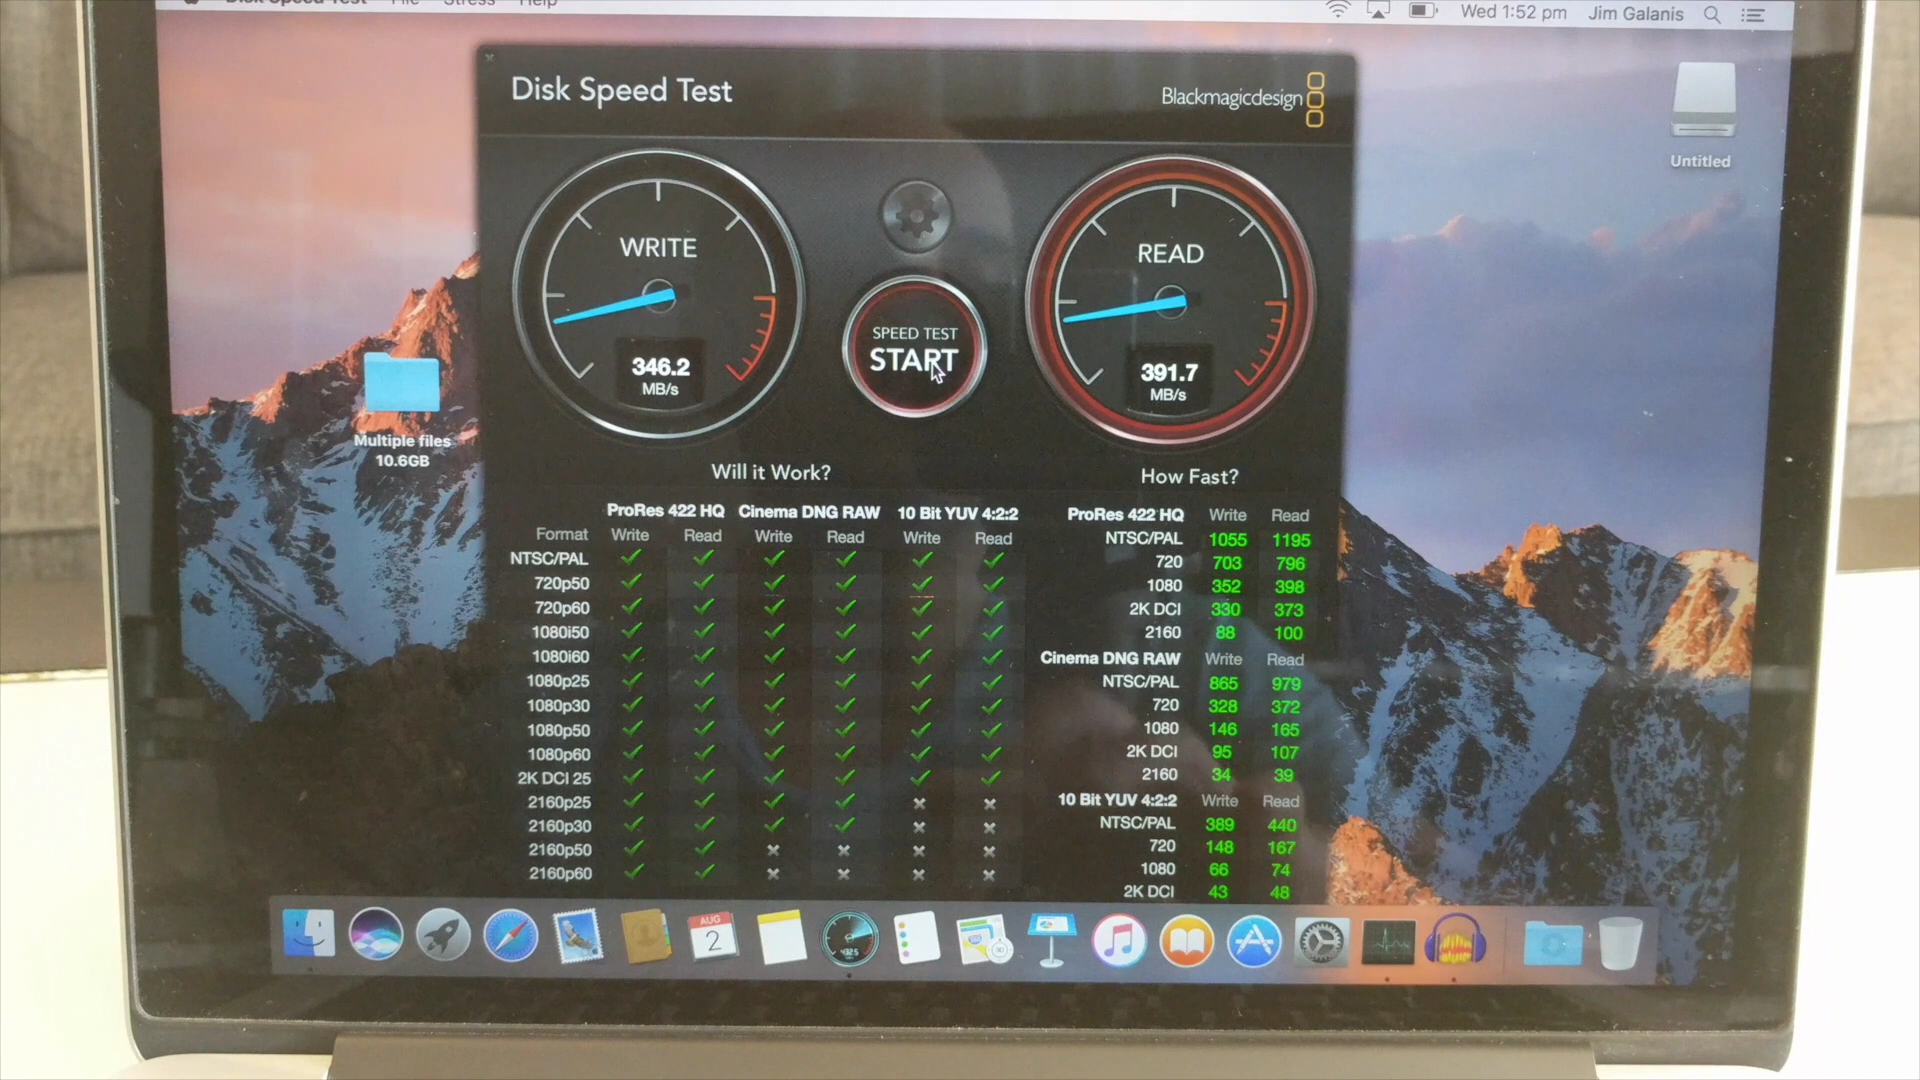 Disk Speed Test File Stress Help
Wed 1:52 pm Jim Galanis
Disk Speed Test
Blackmagicdesign
Untitled
WRITE
346.2
MB/s
SPEED TEST
START
READ
391.7
MB/s
Multiple files
10.6GB
Will it Work?
ProRes 422 HQ Cinema DNG RAW 10 Bit YUV 4:2:2
Format Write Read Write Read Write Read
NTSC/PAL
720p50
720p60
1080i50
1080i60
1080p25
1080p30
1080p50
1080p60
2K DCI 25
2160p25
2160p30
2160p50
2160p60
How Fast?
ProRes 422 HQ Write Read
NTSC/PAL 1055 1195
720 703 796
1080 352 398
2K DCI 330 373
2160 88 100
Cinema DNG RAW Write Read
NTSC/PAL 865 979
720 328 372
1080 146 165
2K DCI 95 107
2160 34 39
10 Bit YUV 4:2:2 Write Read
NTSC/PAL 389 440
720 148 167
1080 66 74
2K DCI 43 48
AUG
2